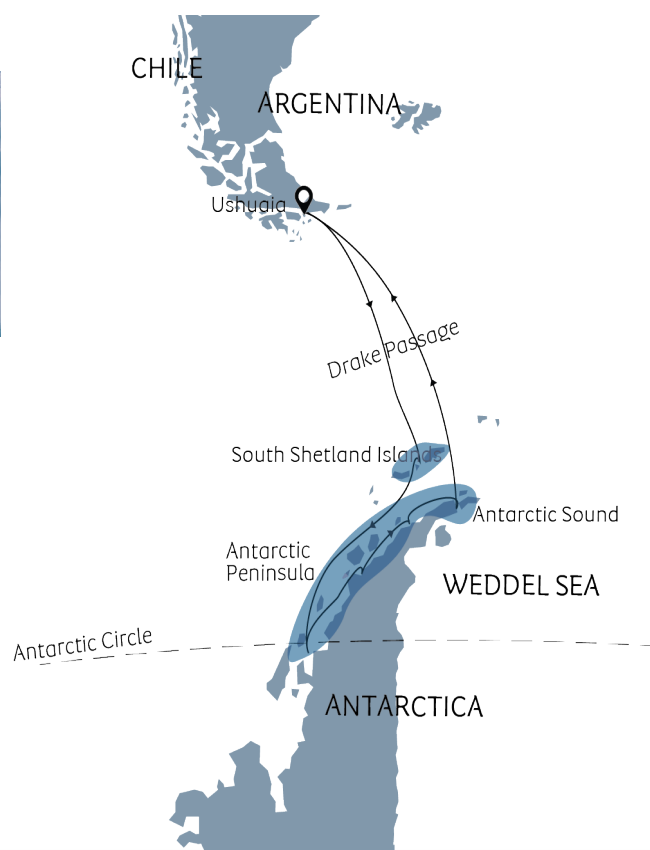 CHILE
ARGENTINA
Ushuaia
Drake Passage
South Shetland Islands
Antarctic Sound
Antarctic
Peninsula
WEDDEL SEA
Antarctic Circle
ANTARCTICA